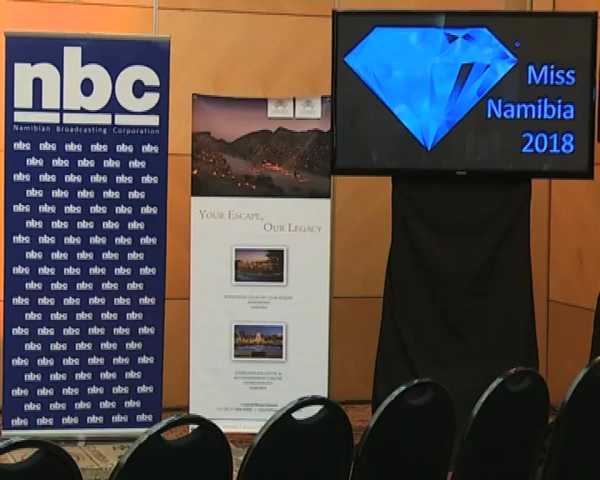 nbc
Namibian Broadcasting Corporation
YOUR ESCAPE,
OUR LEGACY
Miss
Namibia
2018